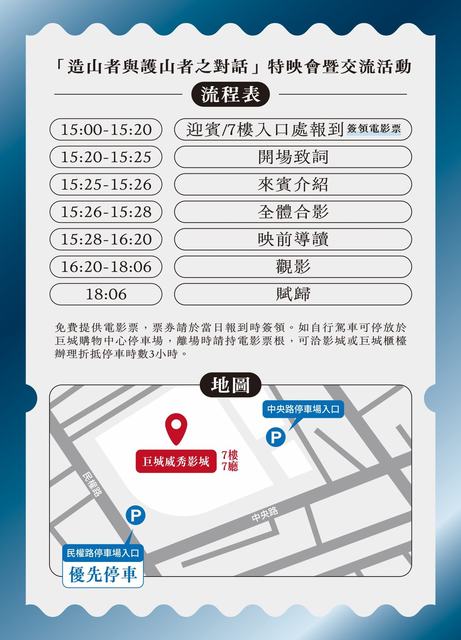 「造山者與護山者之對話」特映會暨交流活動
流程表
15:00-15:20 迎賓/7樓入口處報到 簽領電影票
15:20-15:25 開場致詞
15:25-15:26 來賓介紹
15:26-15:28 全體合影
15:28-16:20 映前導讀
16:20-18:06 觀影
18:06 賦歸
免費提供電影票，票券請於當日報到時簽領。如自行駕車可停放於
巨城購物中心停車場，離場時請持電影票根，可洽影城或巨城櫃檯
辦理折抵停車時數3小時。
地圖
中央路停車場入口
P
巨城威秀影城
7樓
7廳
民權路
中央路
P
民權路停車場入口
優先停車